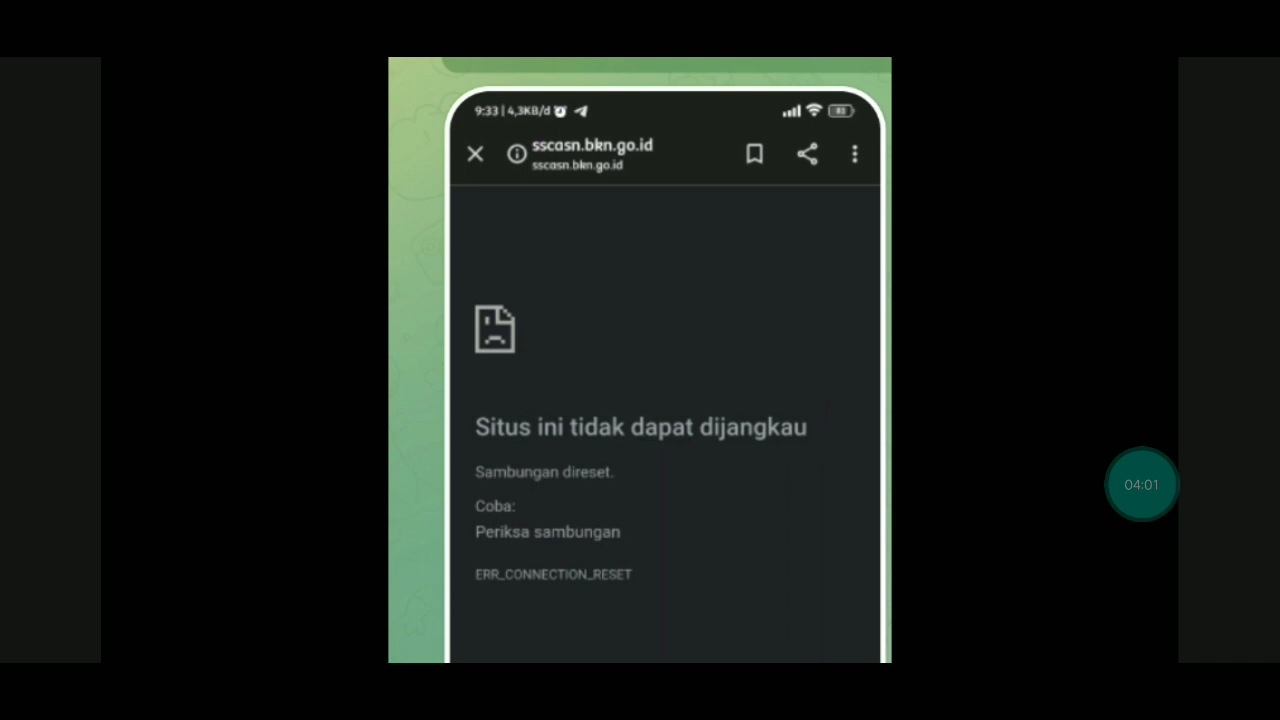 9:33 | 4,3KB/d
83
sscasn.bkn.go.id
sscasn.bkn.go.id
Situs ini tidak dapat dijangkau
Sambungan direset.
Coba:
Periksa sambungan
04:01
ERR_CONNECTION_RESET